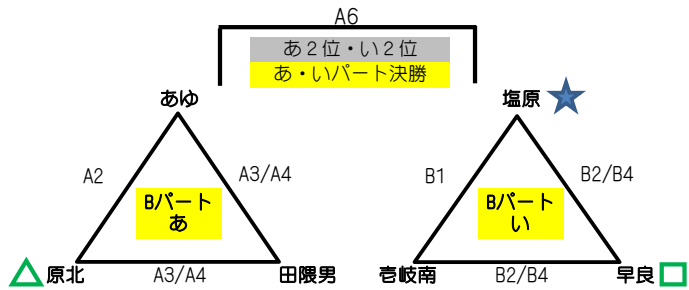 A6
あ２位・い２位
あ・いパート決勝
あゆ
塩原
A2
A3/A4
B1
B2/B4
Bパート
あ
Bパート
い
原北
A3/A4
田隈男
壱岐南
B2/B4
早良